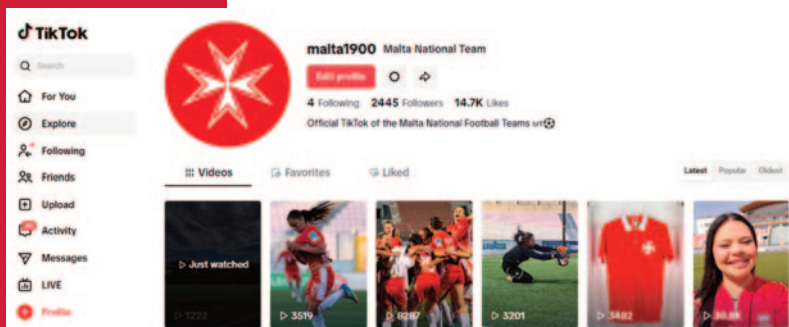 TikTok
Search
For You
Explore
Following
Friends
Upload
Activity
Messages
LIVE
Profile
malta1900 Malta National Team
Edit profile
4 Following 2445 Followers 14.7K Likes
Official TikTok of the Malta National Football Teams
Videos Favorites Liked
Latest Popular Oldest
Just watched
1222 3519 8287 3201 3482